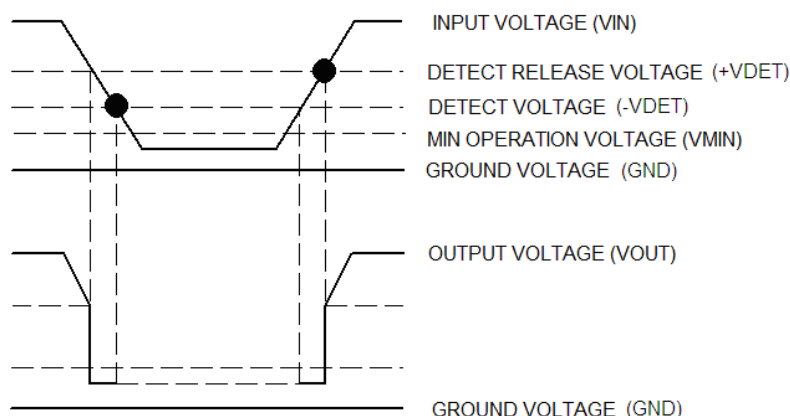 INPUT VOLTAGE (VIN)
DETECT RELEASE VOLTAGE (+VDET)
DETECT VOLTAGE (-VDET)
MIN OPERATION VOLTAGE (VMIN)
GROUND VOLTAGE (GND)
OUTPUT VOLTAGE (VOUT)
GROUND VOLTAGE (GND)